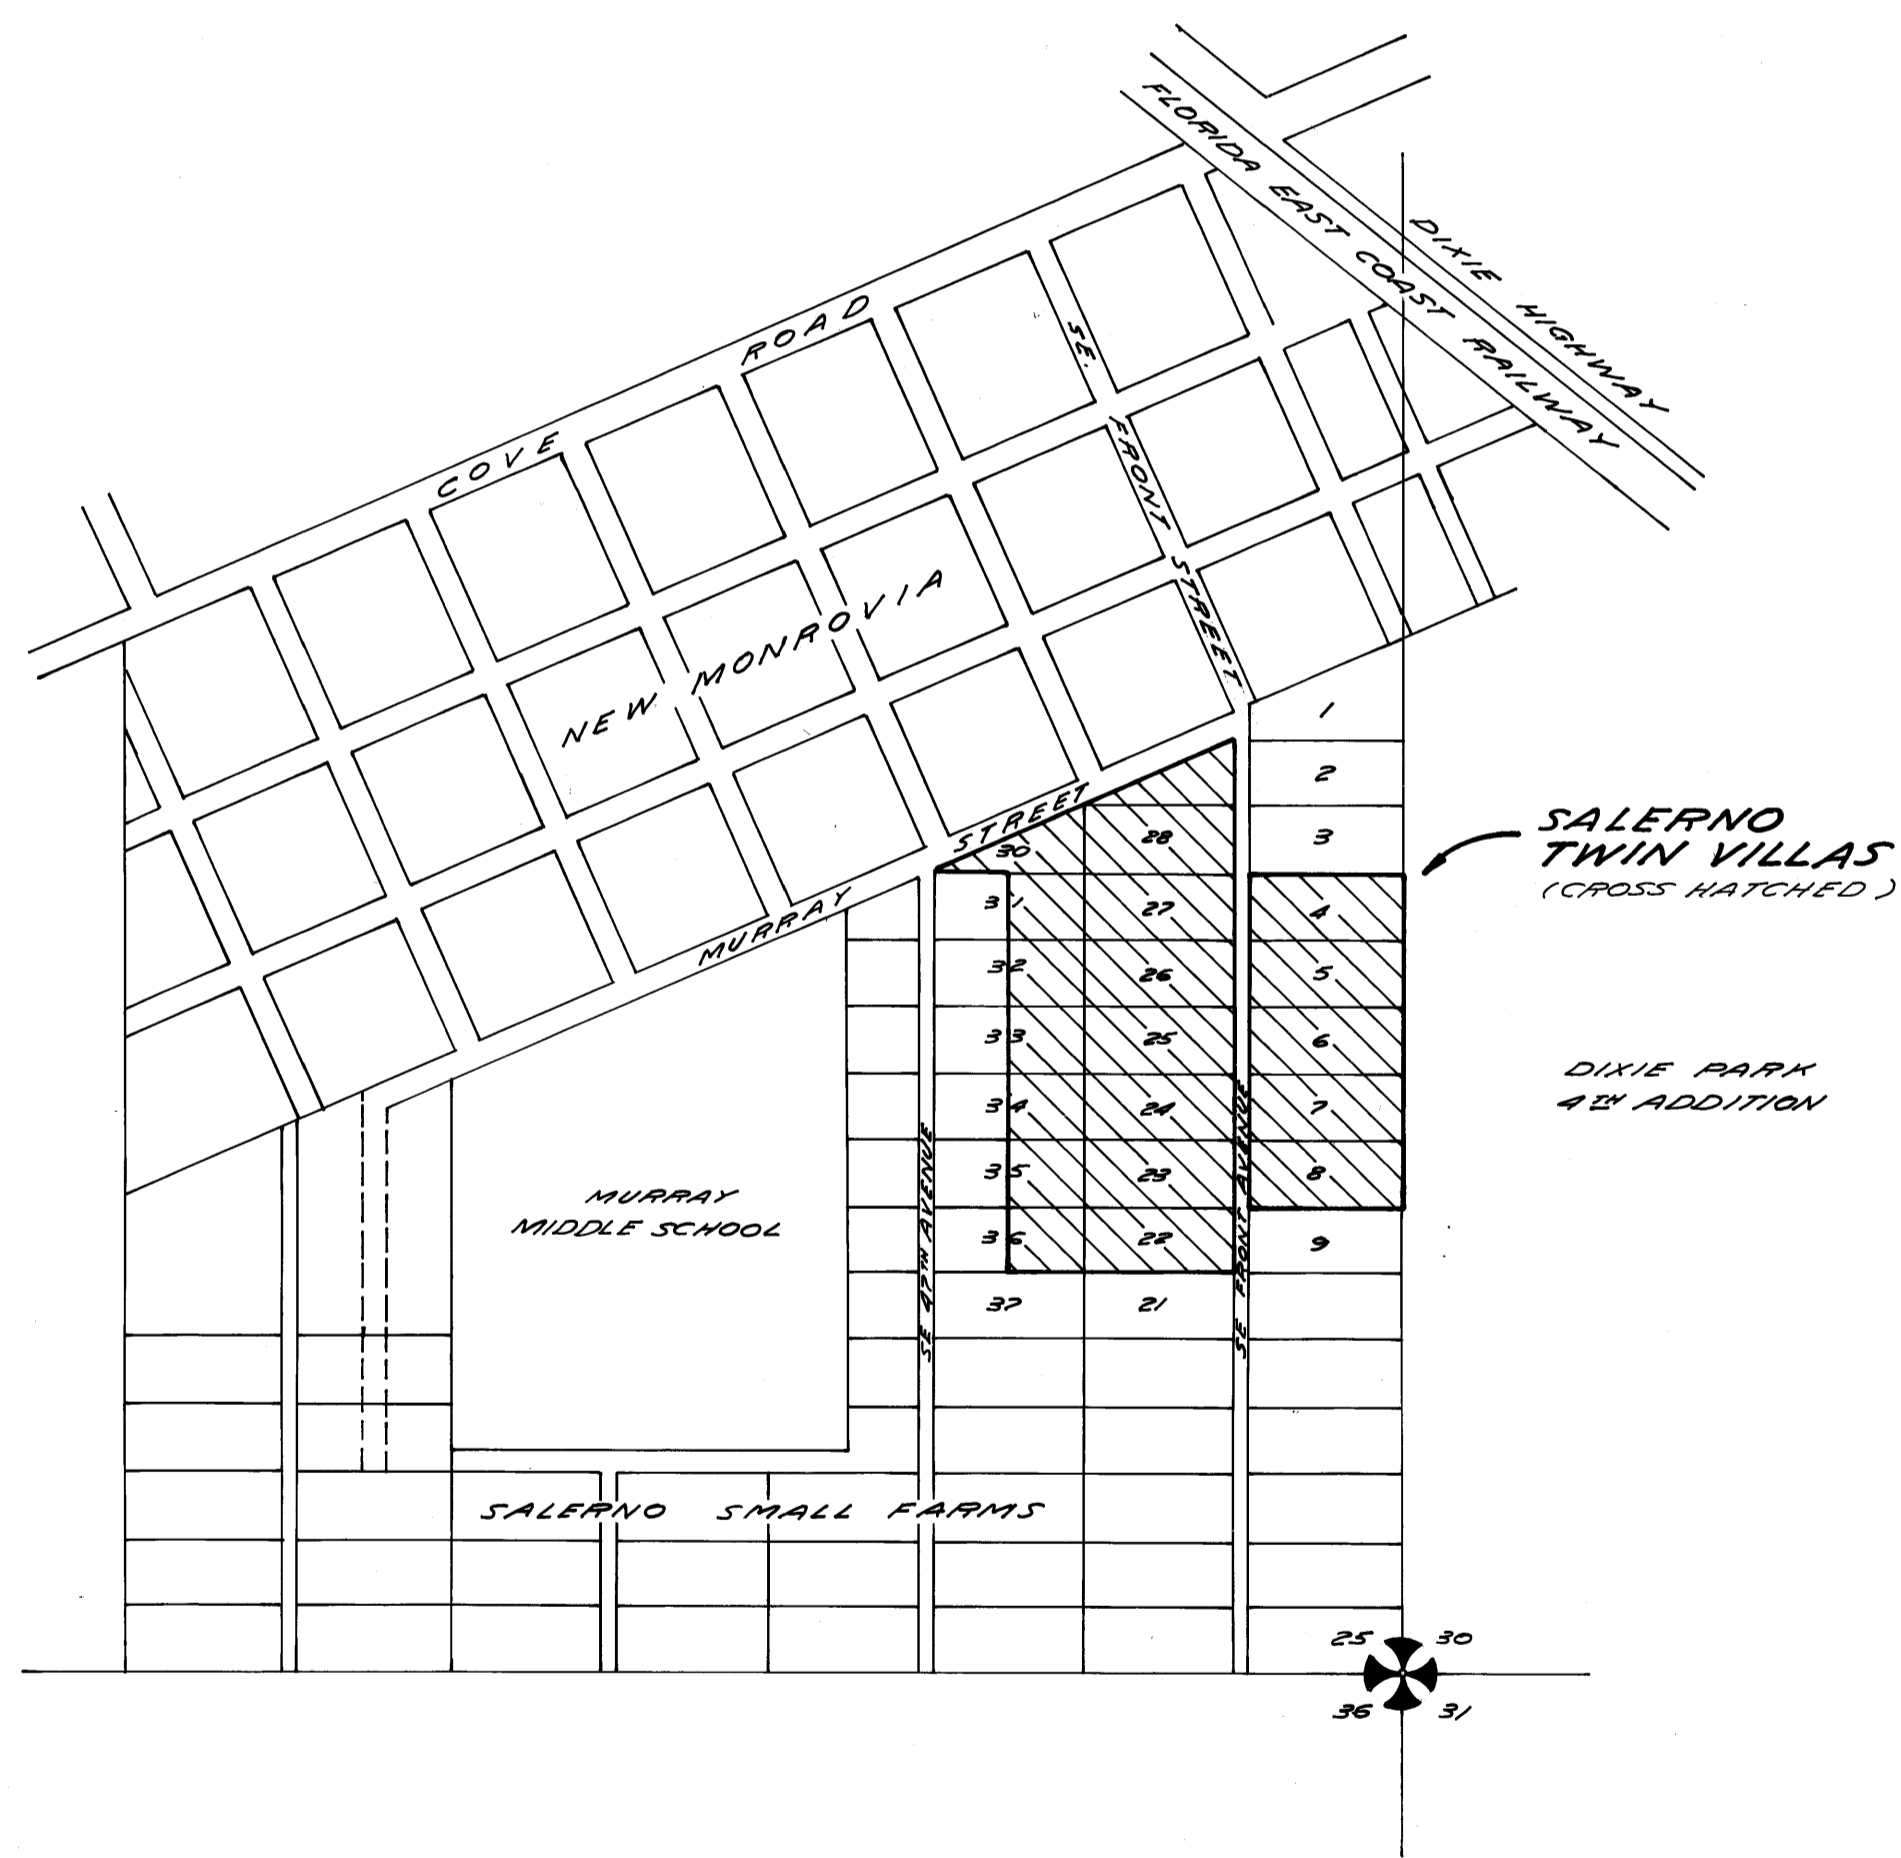 FLORIDA EAST COAST RAILWAY
DIXIE HIGHWAY
COVE ROAD
SE. FRONT STREET
NEW MONROVIA
MURRAY STREET
1
2
3
4
5
6
7
8
9
28
27
26
25
24
23
22
21
30
31
32
33
34
35
36
37
SALERNO
TWIN VILLAS
(CROSS HATCHED)
DIXIE PARK
4TH ADDITION
MURRAY
MIDDLE SCHOOL
SE 47TH AVENUE
SE FRONT AVENUE
SALERNO SMALL FARMS
25 30
36 31